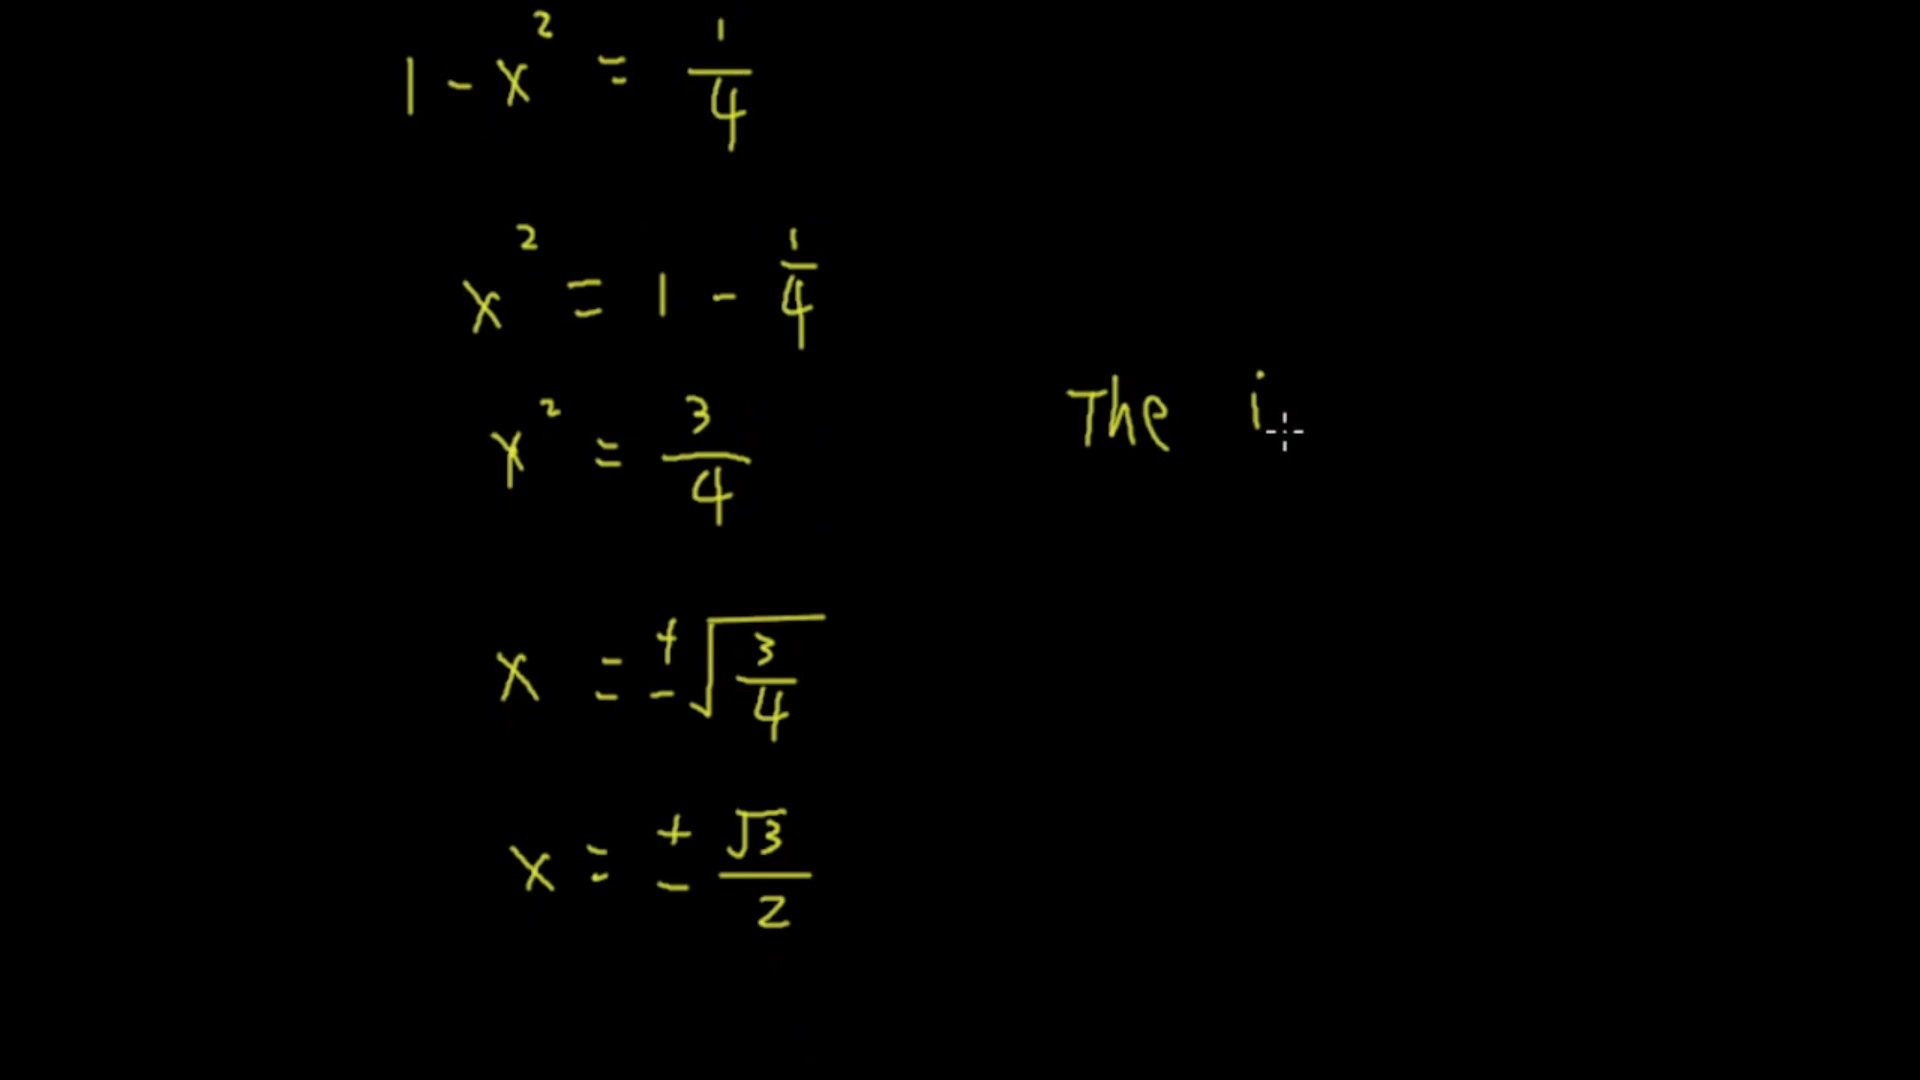 1 - x² = 1/4
x² = 1 - 1/4
x² = 3/4
x = ±√(3/4)
x = ± √3/2
The i